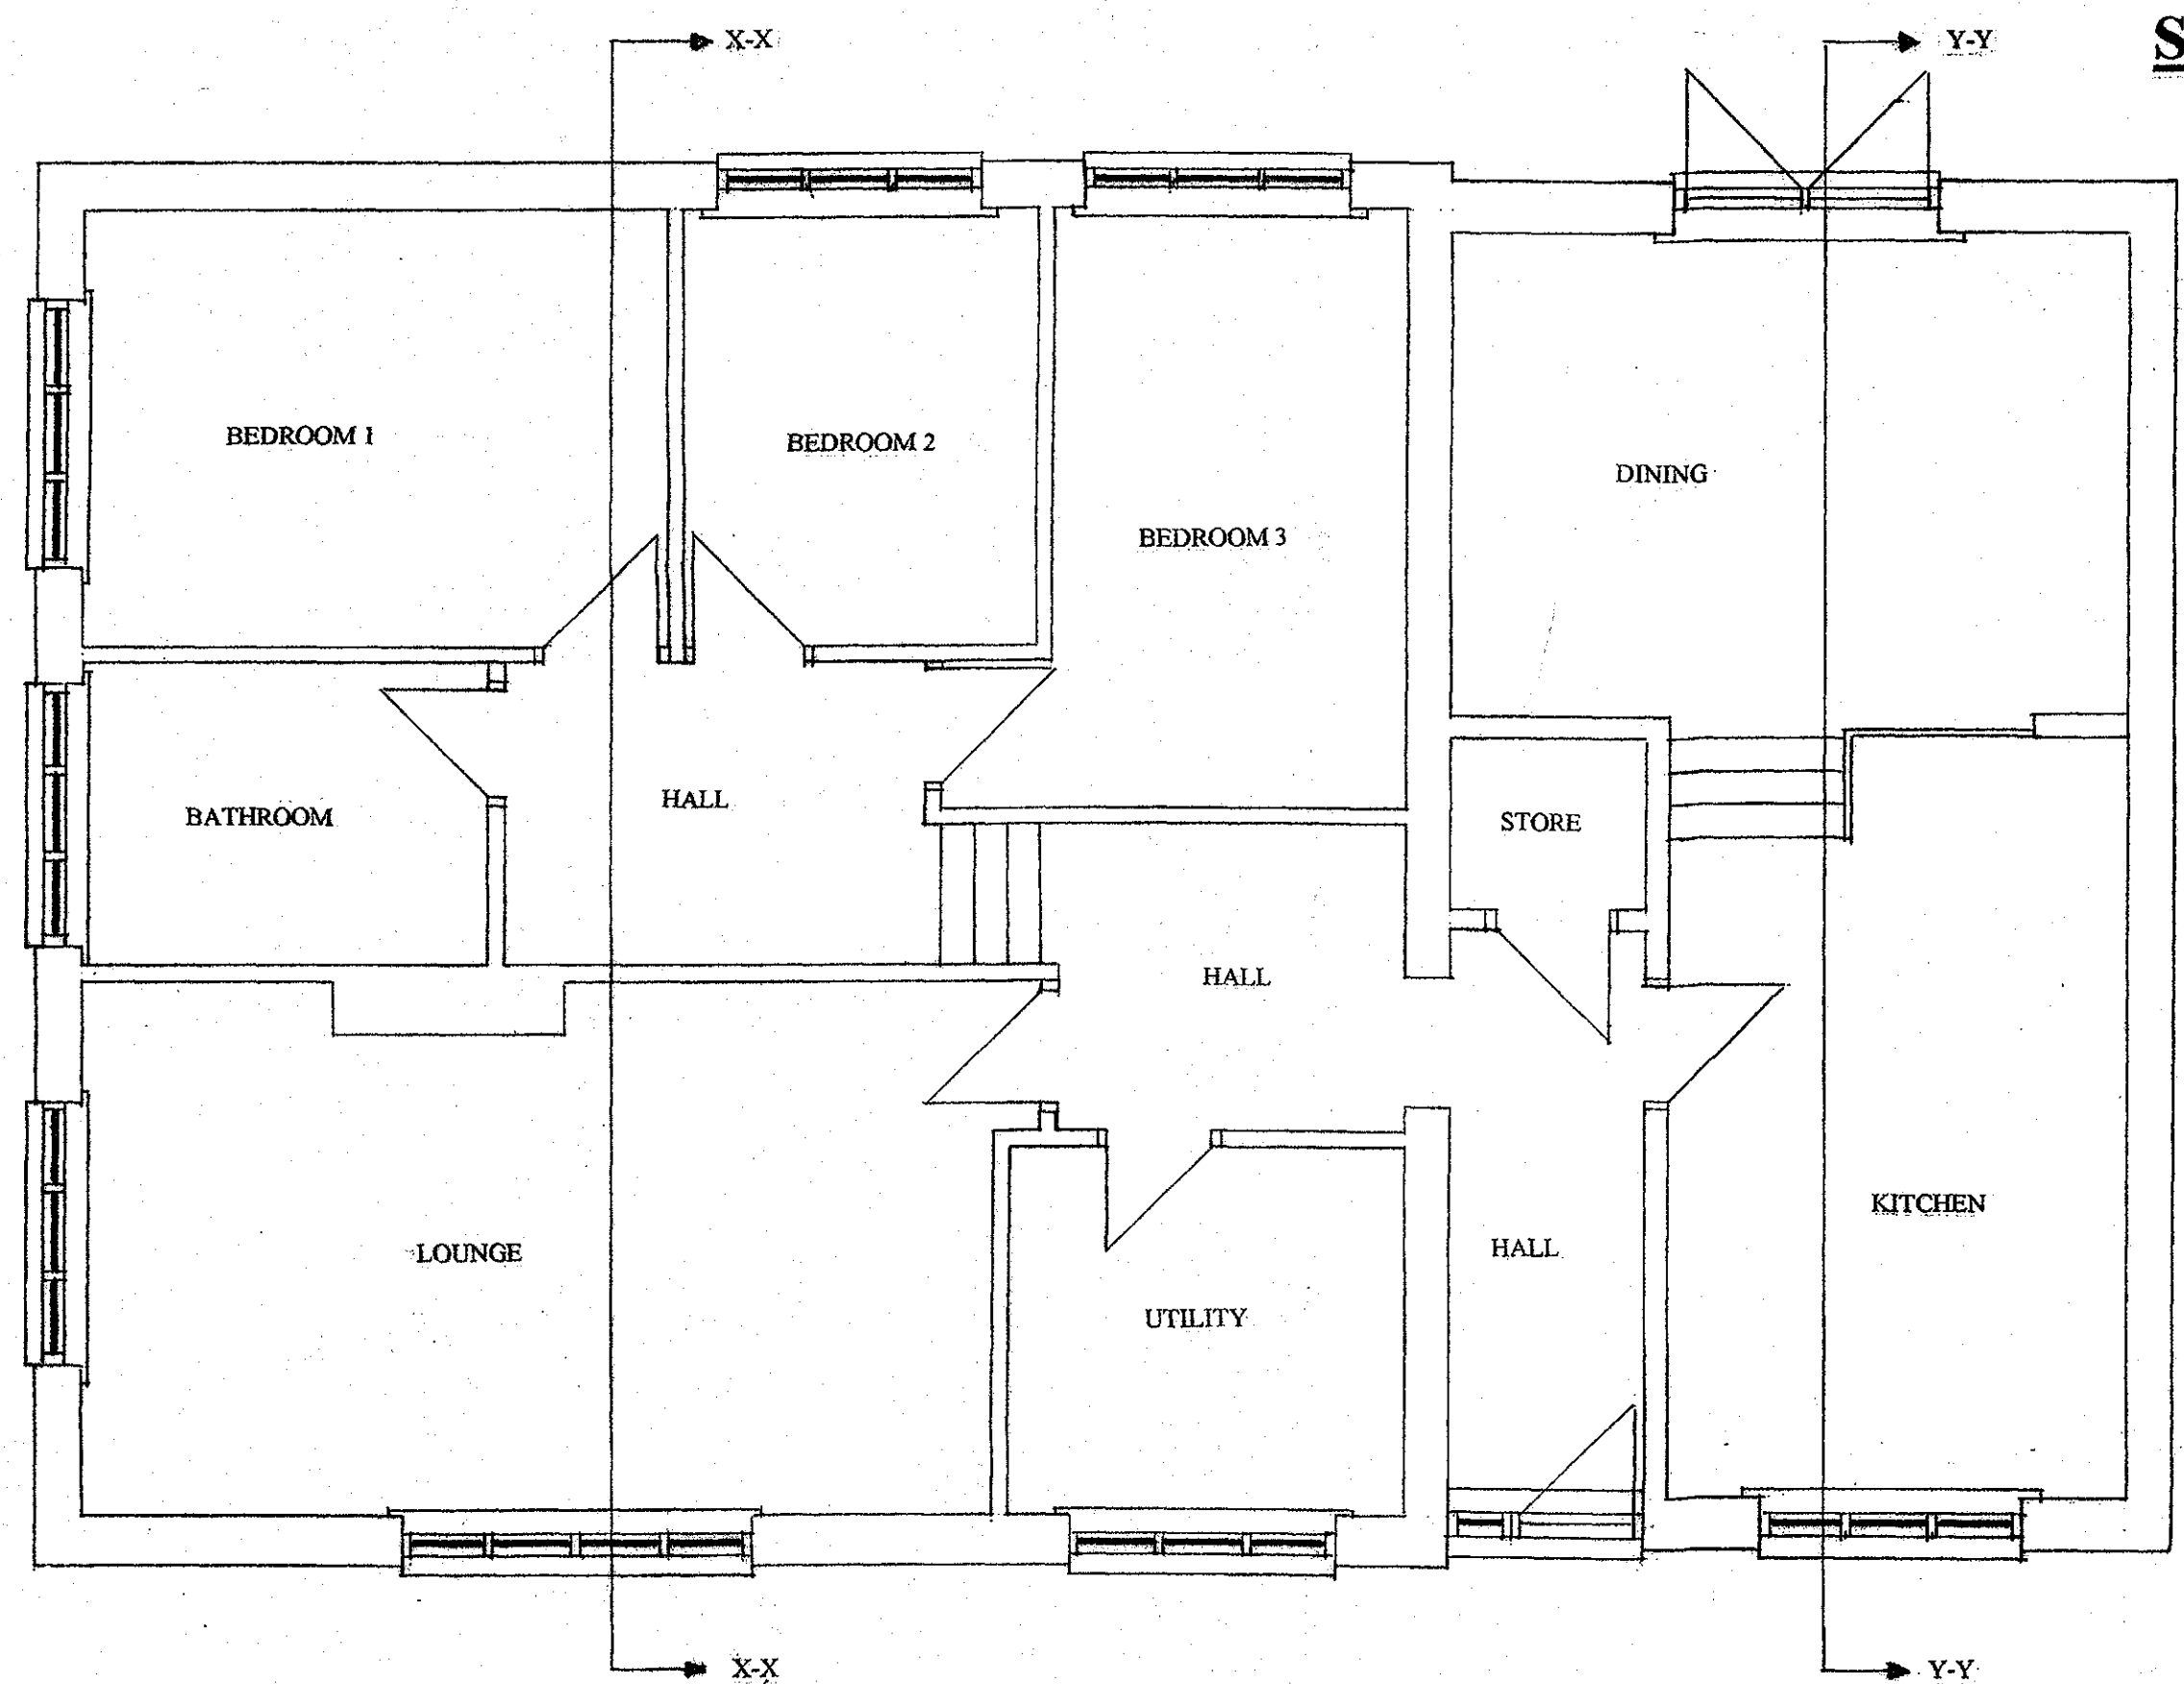 X-X
Y-Y
S
BEDROOM 1
BEDROOM 2
DINING
BEDROOM 3
BATHROOM
HALL
STORE
HALL
KITCHEN
LOUNGE
HALL
UTILITY
X-X
Y-Y